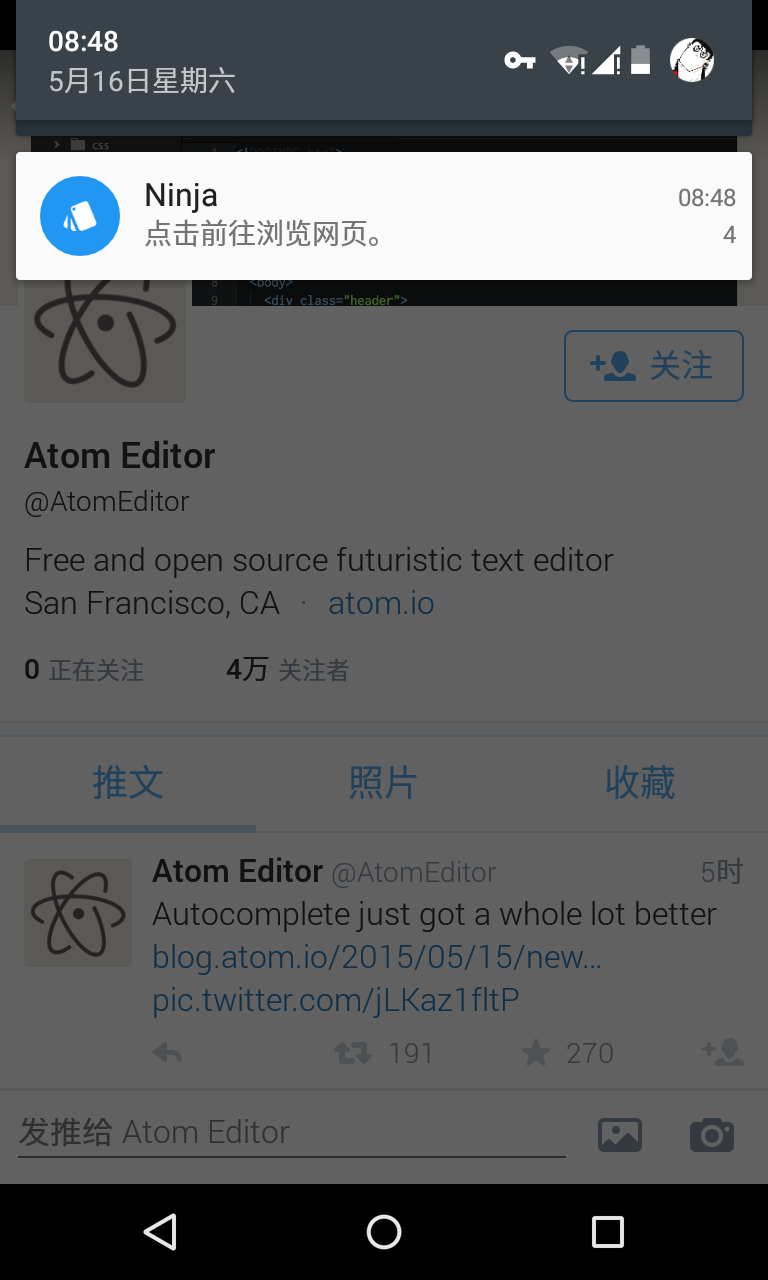 08:48
5月16日星期六
css
Ninja 08:48
点击前往浏览网页。 4
8 <body>
9 <div class="header">
关注
Atom Editor
@AtomEditor
Free and open source futuristic text editor
San Francisco, CA · atom.io
0 正在关注 4万 关注者
推文 照片 收藏
Atom Editor @AtomEditor 5时
Autocomplete just got a whole lot better
blog.atom.io/2015/05/15/new…
pic.twitter.com/jLKaz1fltP
191 270
发推给 Atom Editor